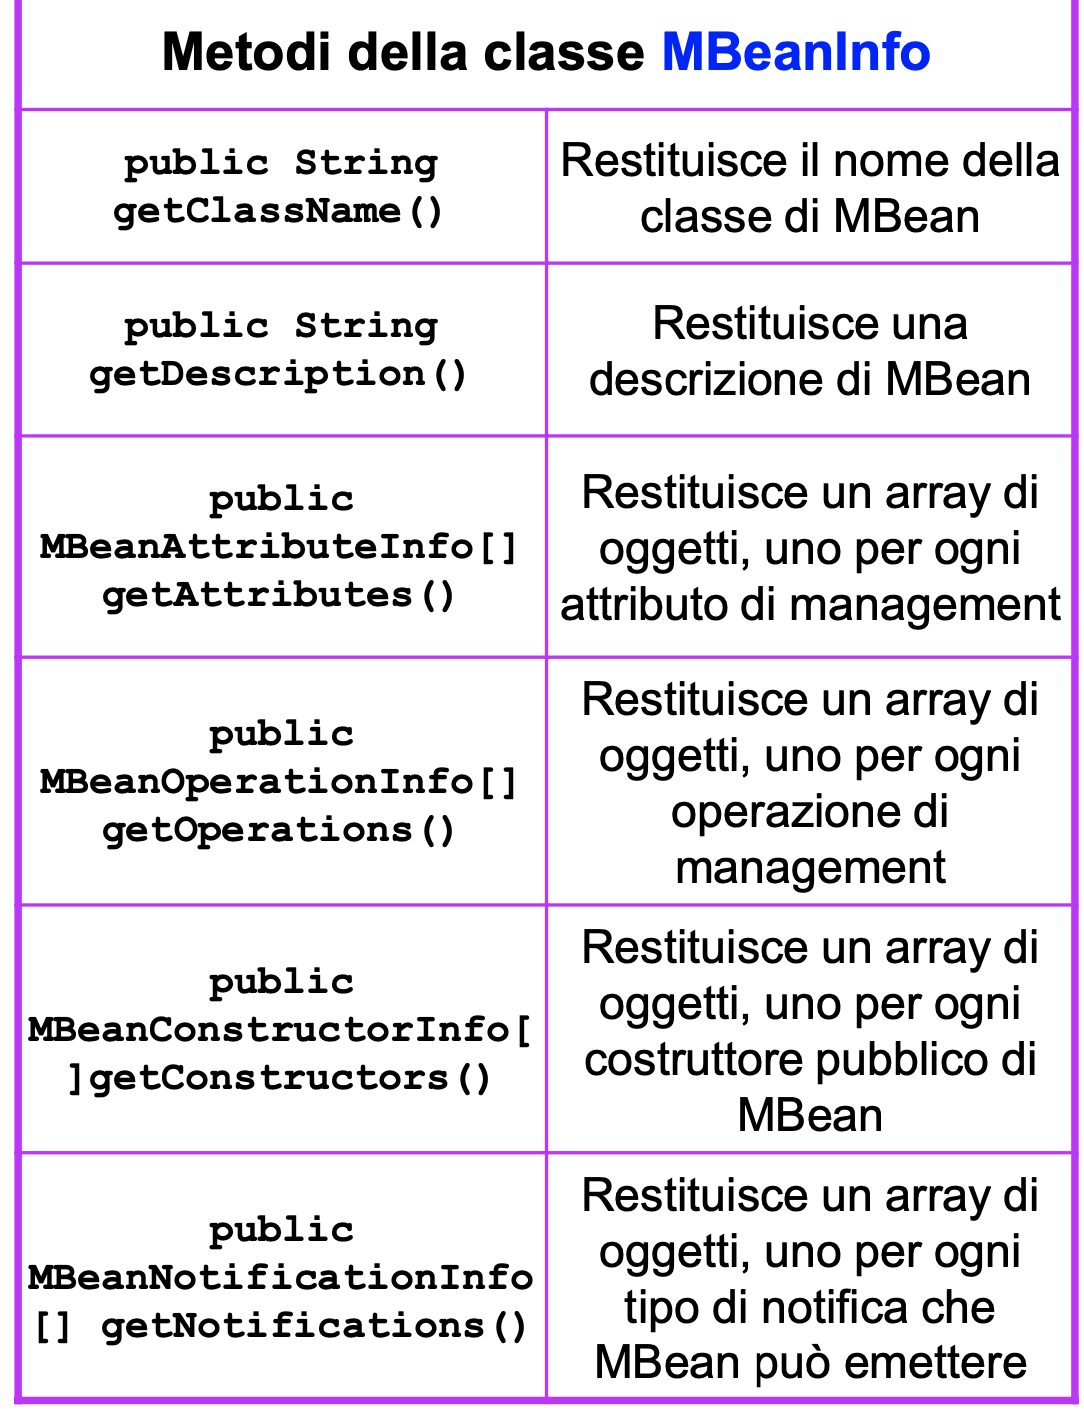 Metodi della classe MBeanInfo
public String
getClassName()
Restituisce il nome della
classe di MBean
public String
getDescription()
Restituisce una
descrizione di MBean
public
MBeanAttributeInfo[]
getAttributes()
Restituisce un array di
oggetti, uno per ogni
attributo di management
public
MBeanOperationInfo[]
getOperations()
Restituisce un array di
oggetti, uno per ogni
operazione di
management
public
MBeanConstructorInfo[
]getConstructors()
Restituisce un array di
oggetti, uno per ogni
costruttore pubblico di
MBean
public
MBeanNotificationInfo
[] getNotifications()
Restituisce un array di
oggetti, uno per ogni
tipo di notifica che
MBean può emettere